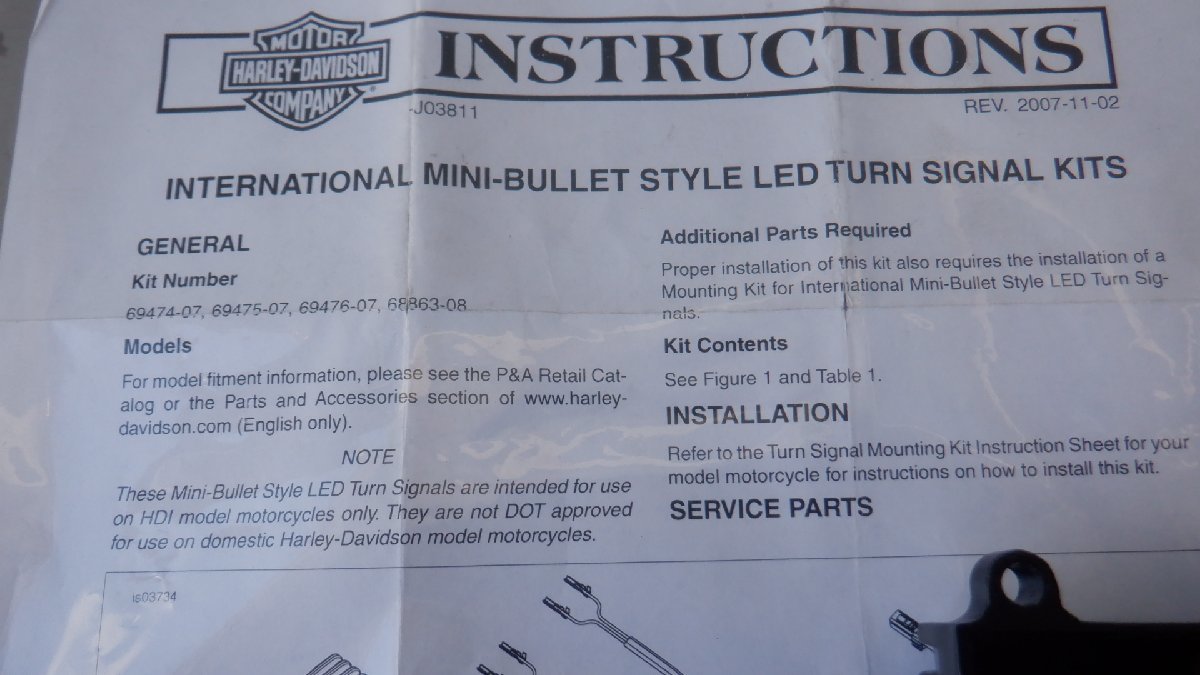 MOTOR
HARLEY-DAVIDSON
COMPANY
INSTRUCTIONS
-J03811
REV. 2007-11-02
INTERNATIONAL MINI-BULLET STYLE LED TURN SIGNAL KITS
GENERAL
Kit Number
69474-07, 69475-07, 69476-07, 68863-08
Models
For model fitment information, please see the P&A Retail Cat-
alog or the Parts and Accessories section of www.harley-
davidson.com (English only).
NOTE
These Mini-Bullet Style LED Turn Signals are intended for use
on HDI model motorcycles only. They are not DOT approved
for use on domestic Harley-Davidson model motorcycles.
Additional Parts Required
Proper installation of this kit also requires the installation of a
Mounting Kit for International Mini-Bullet Style LED Turn Sig-
nals.
Kit Contents
See Figure 1 and Table 1.
INSTALLATION
Refer to the Turn Signal Mounting Kit Instruction Sheet for your
model motorcycle for instructions on how to install this kit.
SERVICE PARTS
is03734